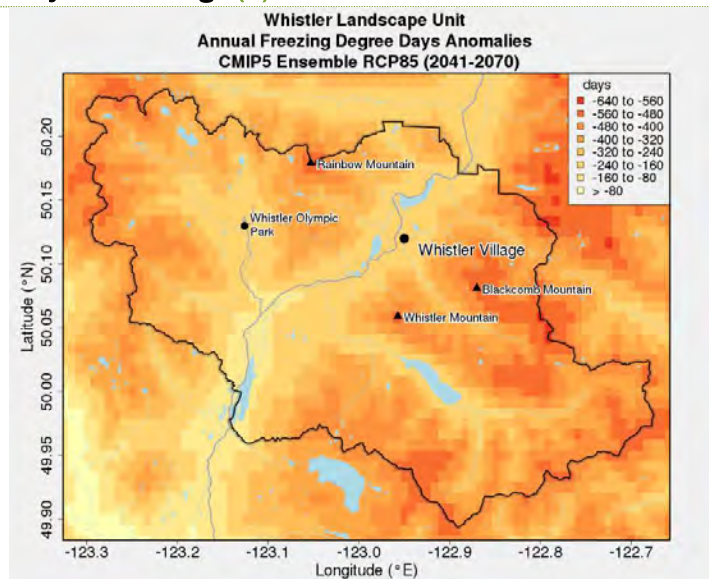 Whistler Landscape Unit
Annual Freezing Degree Days Anomalies
CMIP5 Ensemble RCP85 (2041-2070)
days
-640 to -560
-560 to -480
-480 to -400
-400 to -320
-320 to -240
-240 to -160
-160 to -80
> -80
Rainbow Mountain
Whistler Olympic
Park
Whistler Village
Blackcomb Mountain
Whistler Mountain
Latitude (°N)
50.20
50.15
50.10
50.05
50.00
49.95
49.90
-123.3
-123.2
-123.1
-123.0
-122.9
-122.8
-122.7
Longitude (°E)